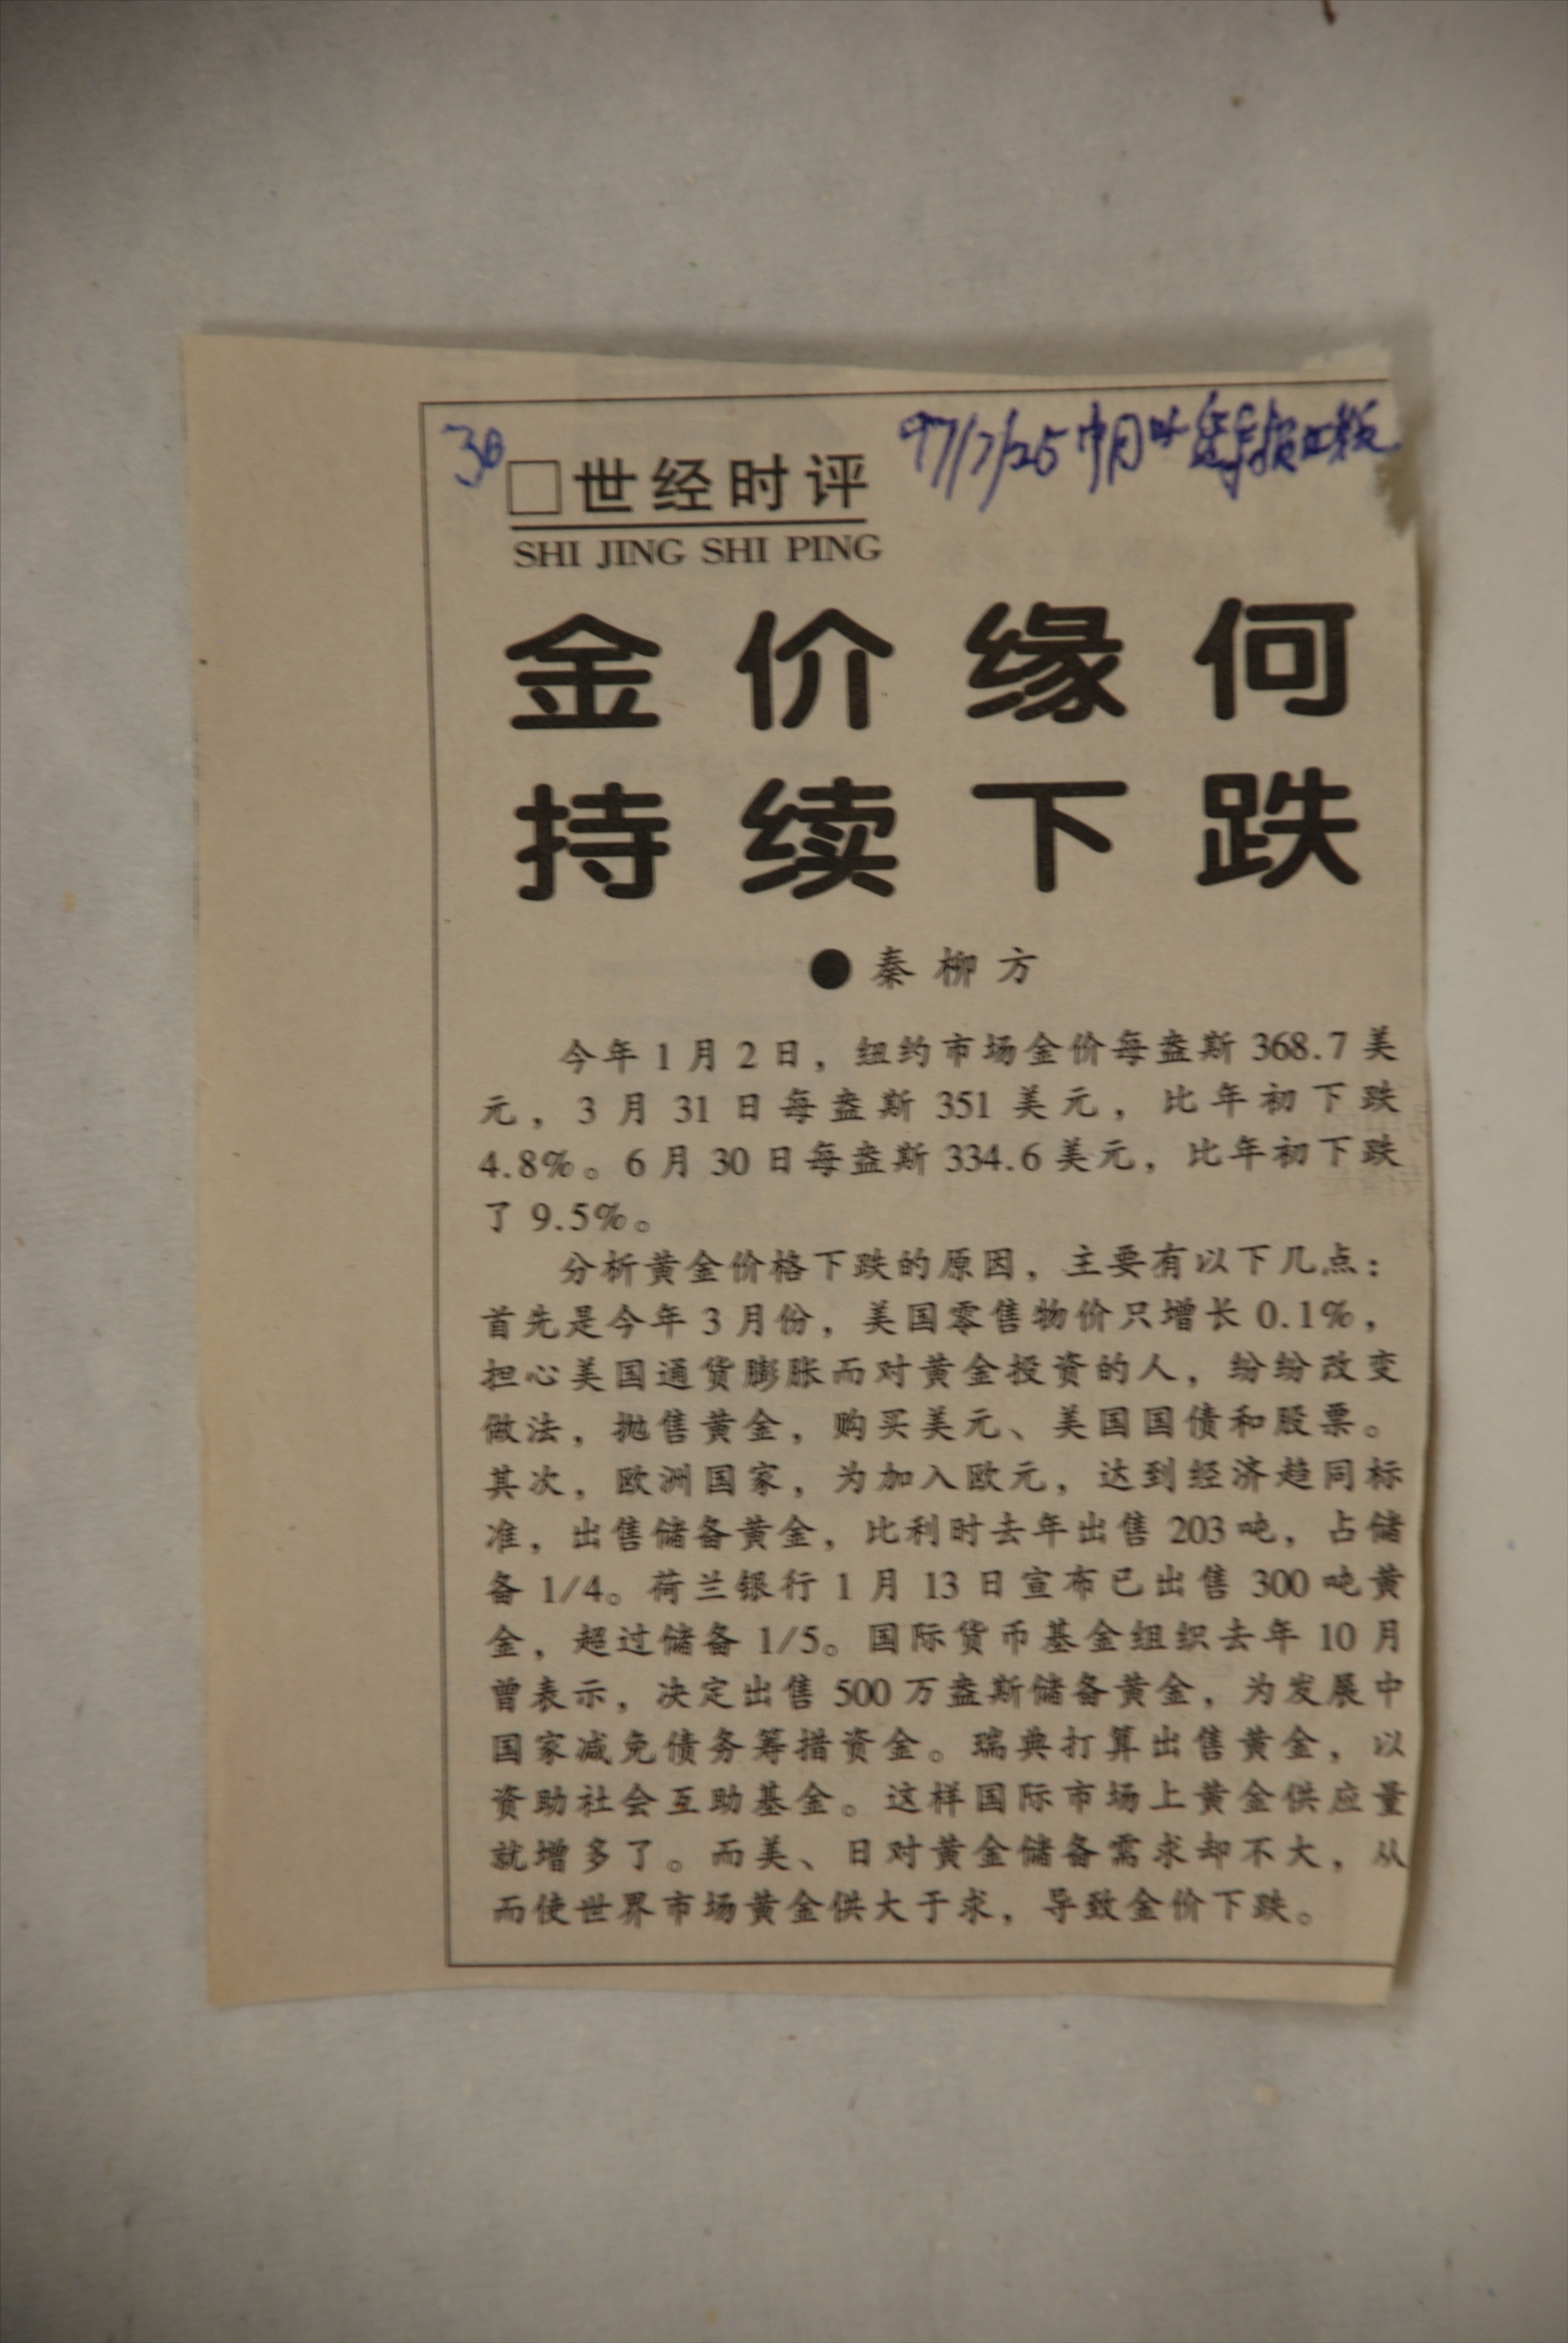 97/7/25
□世经时评
SHI JING SHI PING
金价缘何
持续下跌
●秦柳方
今年1月2日，纽约市场金价每盎斯368.7美
元，3月31日每盎斯351美元，比年初下跌
4.8%。6月30日每盎斯334.6美元，比年初下跌
了9.5%。
分析黄金价格下跌的原因，主要有以下几点：
首先是今年3月份，美国零售物价只增长0.1%，
担心美国通货膨胀而对黄金投资的人，纷纷改变
做法，抛售黄金，购买美元、美国国债和股票。
其次，欧洲国家，为加入欧元，达到经济趋同标
准，出售储备黄金，比利时去年出售203吨，占储
备1/4。荷兰银行1月13日宣布已出售300吨黄
金，超过储备1/5。国际货币基金组织去年10月
曾表示，决定出售500万盎斯储备黄金，为发展中
国家减免债务筹措资金。瑞典打算出售黄金，以
资助社会互助基金。这样国际市场上黄金供应量
就增多了。而美、日对黄金储备需求却不大，从
而使世界市场黄金供大于求，导致金价下跌。